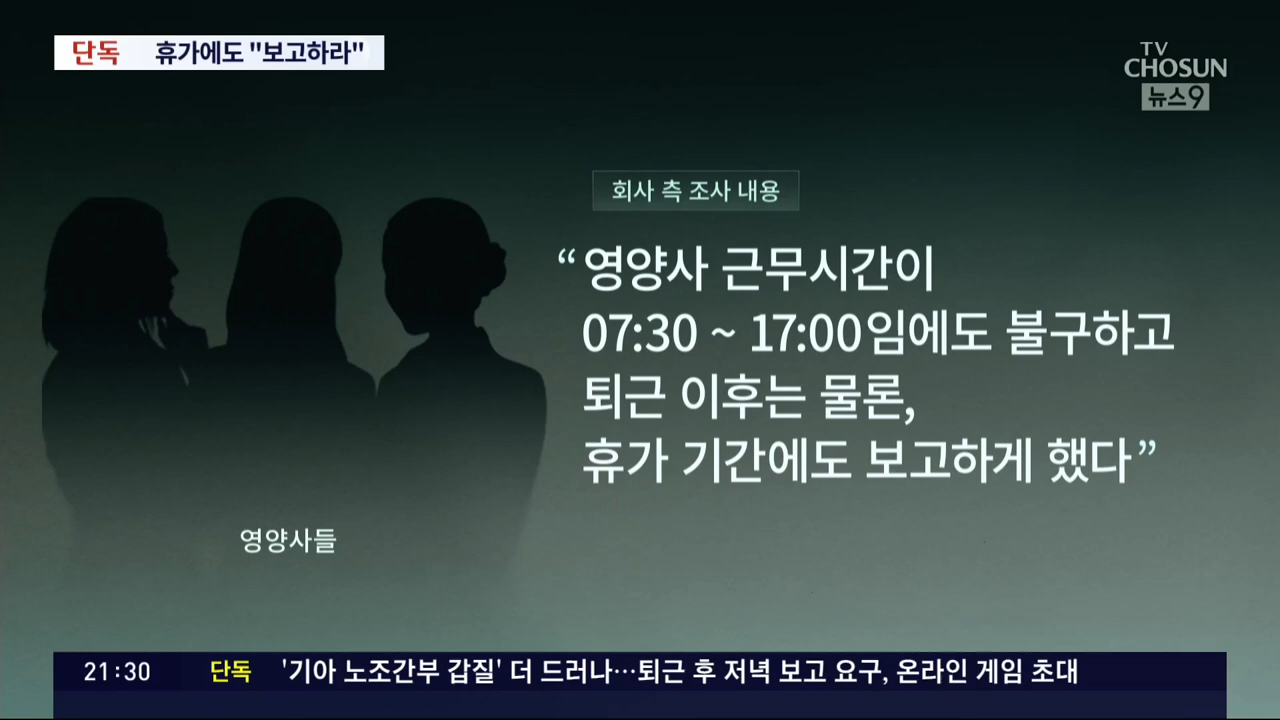 단독 휴가에도 "보고하라"
TV
CHOSUN
뉴스9
회사 측 조사 내용
“영양사 근무시간이
07:30 ~ 17:00임에도 불구하고
퇴근 이후는 물론,
휴가 기간에도 보고하게 했다”
영양사들
21:30 단독 '기아 노조간부 갑질' 더 드러나…퇴근 후 저녁 보고 요구, 온라인 게임 초대